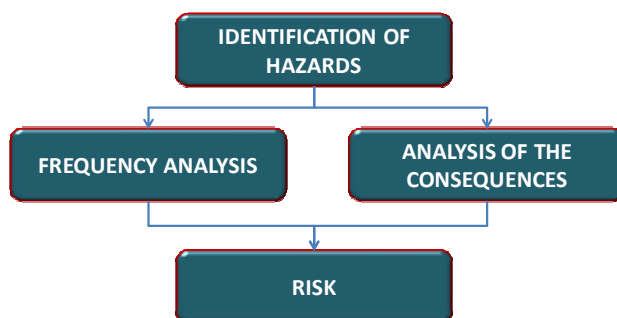 IDENTIFICATION OF
HAZARDS
FREQUENCY ANALYSIS
ANALYSIS OF THE
CONSEQUENCES
RISK